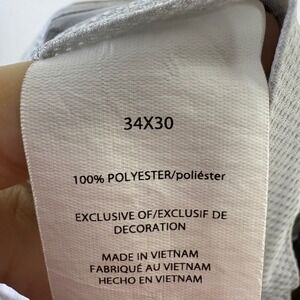 34X30
100% POLYESTER/poliéster
EXCLUSIVE OF/EXCLUSIF DE
DECORATION
MADE IN VIETNAM
FABRIQUÉ AU VIETNAM
HECHO EN VIETNAM